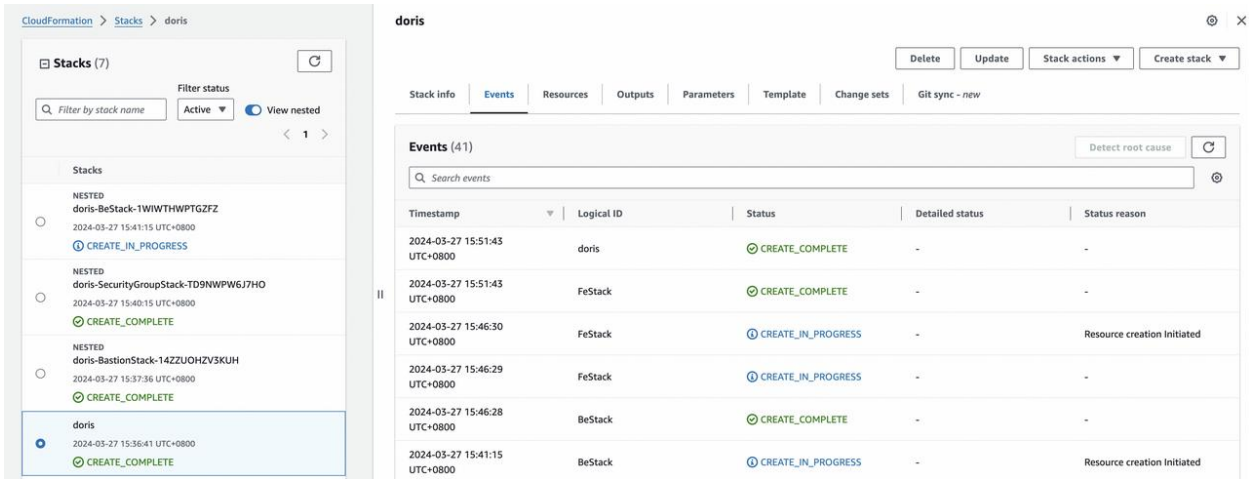 CloudFormation > Stacks > doris
Stacks (7)
Filter status
Filter by stack name
Active
View nested
1
Stacks
NESTED
doris-BeStack-1WIWTHWPTGZFZ
2024-03-27 15:41:15 UTC+0800
CREATE_IN_PROGRESS
NESTED
doris-SecurityGroupStack-TD9NWPW6J7HO
2024-03-27 15:40:15 UTC+0800
CREATE_COMPLETE
NESTED
doris-BastionStack-14ZZUOHZV3KUH
2024-03-27 15:37:36 UTC+0800
CREATE_COMPLETE
doris
2024-03-27 15:36:41 UTC+0800
CREATE_COMPLETE
doris
Delete Update Stack actions Create stack
Stack info Events Resources Outputs Parameters Template Change sets Git sync - new
Events (41)
Detect root cause
Search events
Timestamp Logical ID Status Detailed status Status reason
2024-03-27 15:51:43 UTC+0800 doris CREATE_COMPLETE - -
2024-03-27 15:51:43 UTC+0800 FeStack CREATE_COMPLETE - -
2024-03-27 15:46:30 UTC+0800 FeStack CREATE_IN_PROGRESS - Resource creation Initiated
2024-03-27 15:46:29 UTC+0800 FeStack CREATE_IN_PROGRESS - -
2024-03-27 15:46:28 UTC+0800 BeStack CREATE_COMPLETE - -
2024-03-27 15:41:15 UTC+0800 BeStack CREATE_IN_PROGRESS - Resource creation Initiated